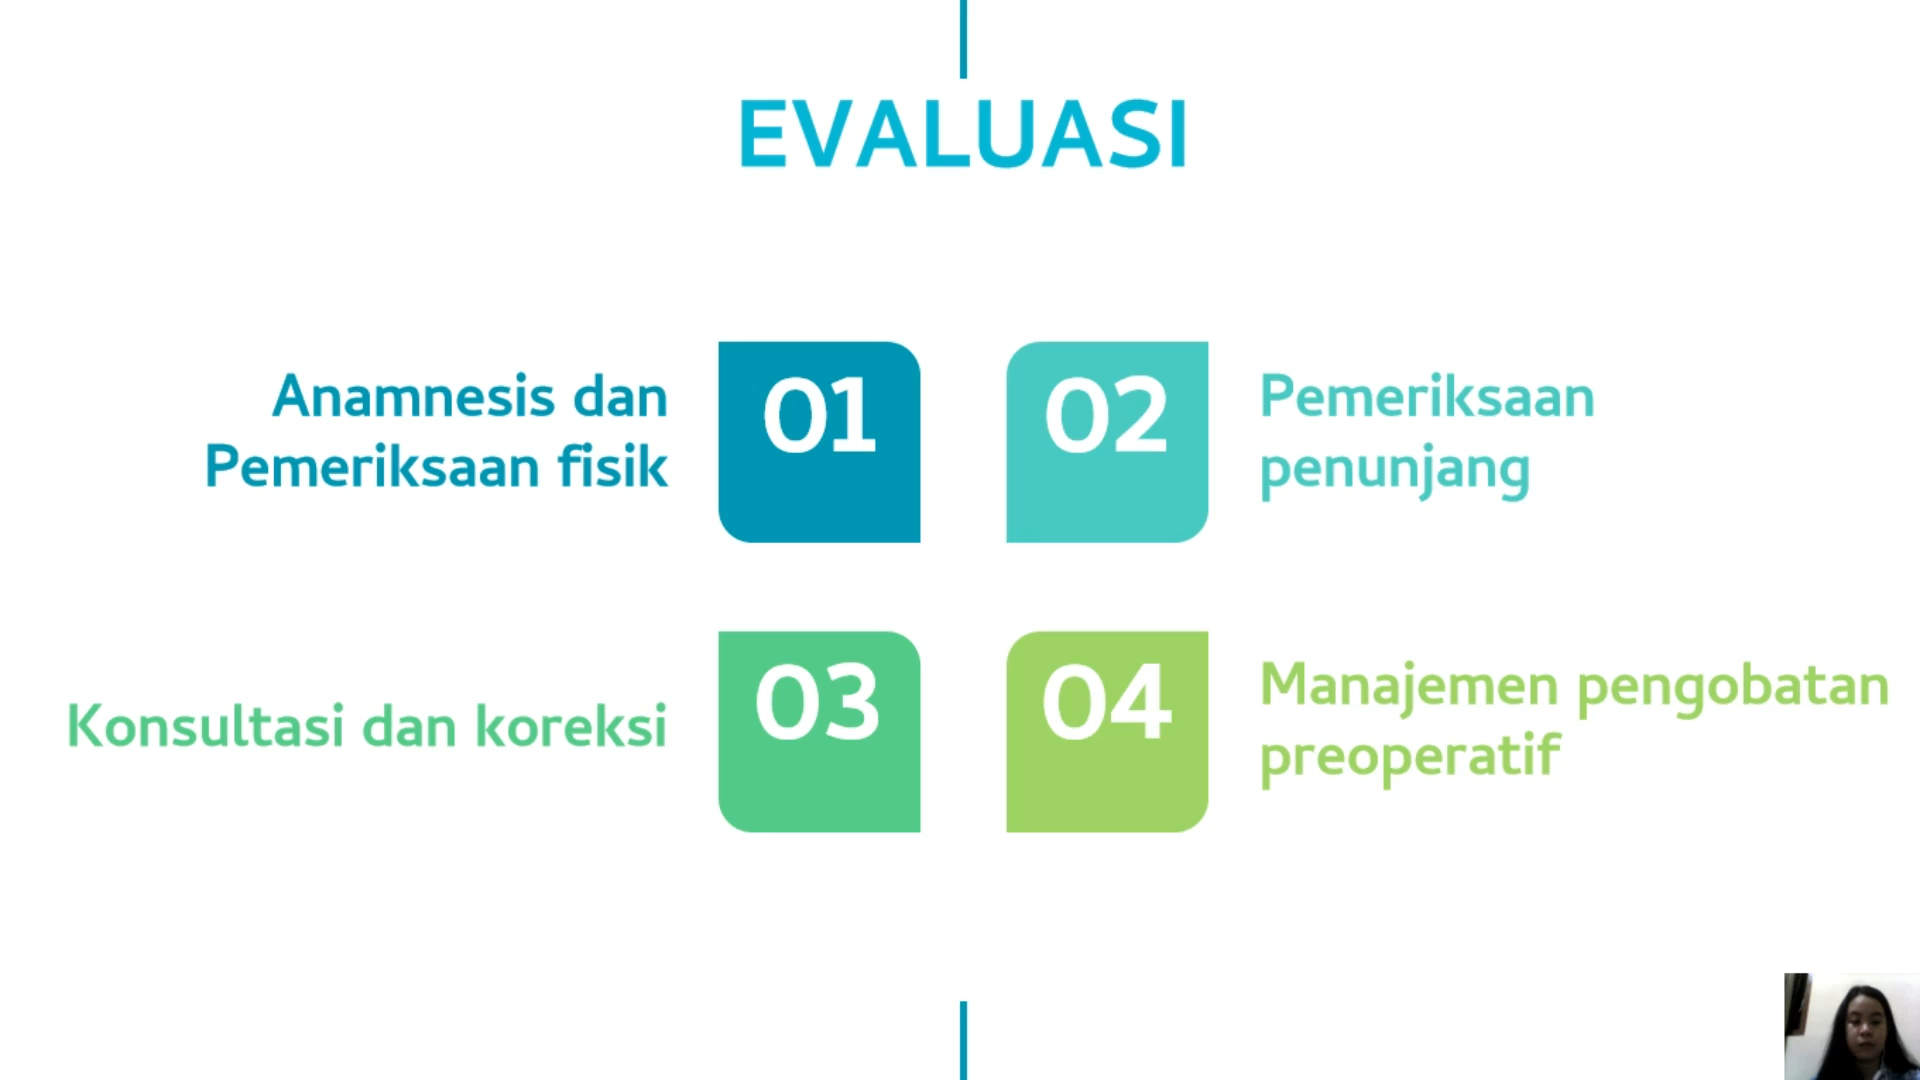 EVALUASI
01
Anamnesis dan
Pemeriksaan fisik
02
Pemeriksaan
penunjang
03
Konsultasi dan koreksi
04
Manajemen pengobatan
preoperatif